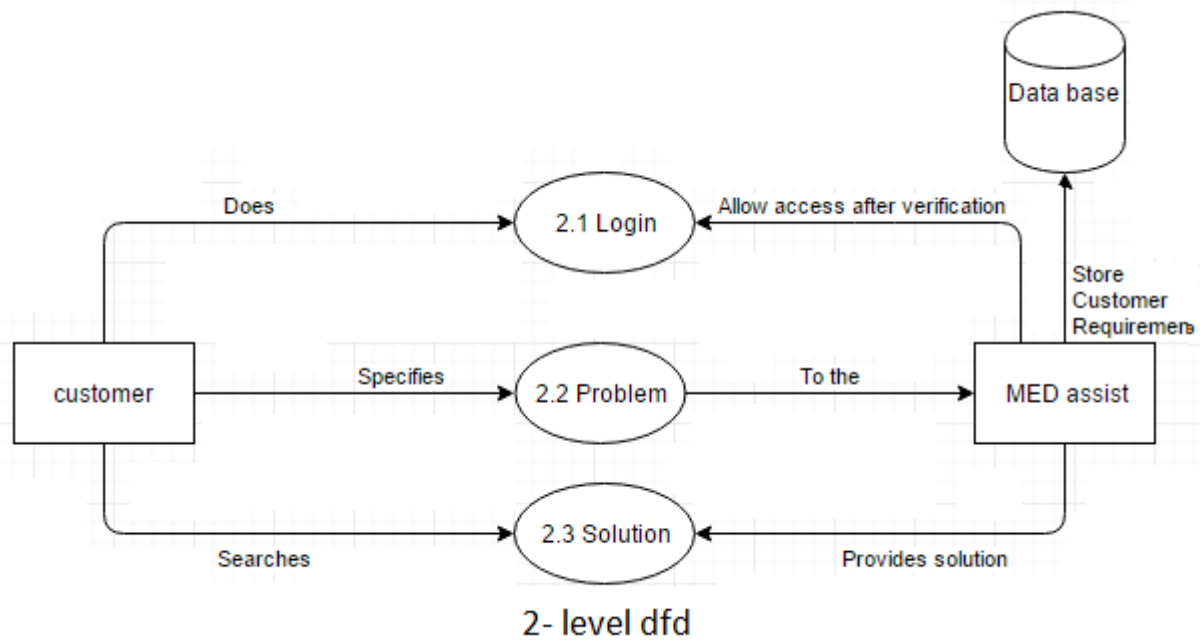 Data base
Does
2.1 Login
Allow access after verification
Store
Customer
Requiremens
customer
Specifies
2.2 Problem
To the
MED assist
2.3 Solution
Searches
Provides solution
2- level dfd